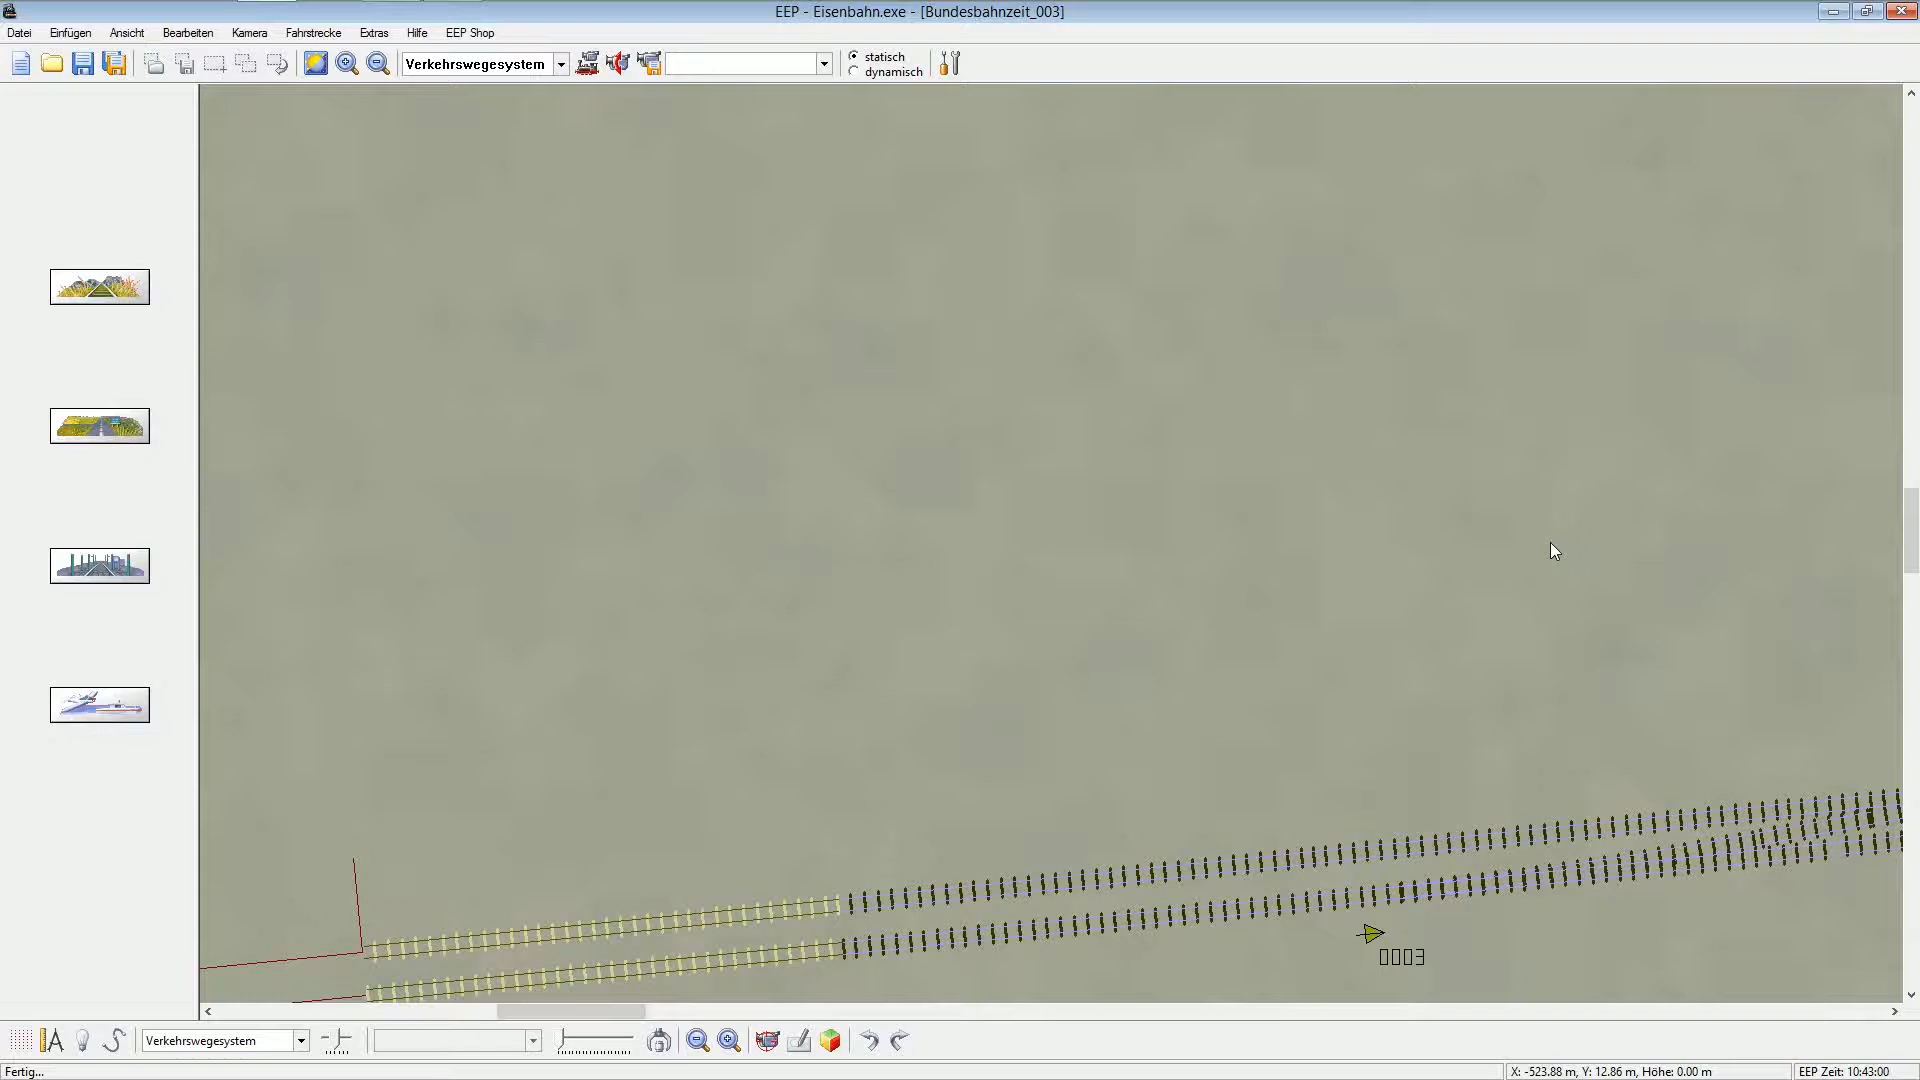 EEP - Eisenbahn.exe - [Bundesbahnzeit_003]
Datei Einfügen Ansicht Bearbeiten Kamera Fahrstrecke Extras Hilfe EEP Shop
Verkehrswegesystem
statisch
dynamisch
0003
Verkehrswegesystem
Fertig...
X: -523.88 m, Y: 12.86 m, Höhe: 0.00 m
EEP Zeit: 10:43:00